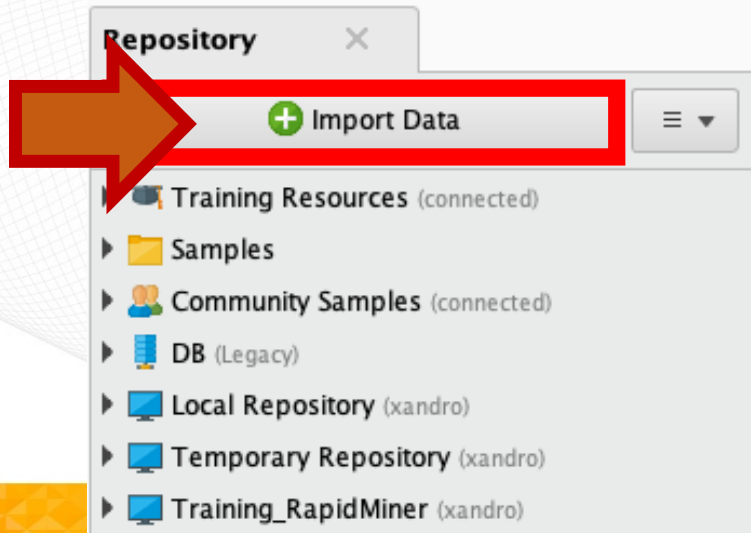 Repository
Import Data
Training Resources (connected)
Samples
Community Samples (connected)
DB (Legacy)
Local Repository (xandro)
Temporary Repository (xandro)
Training_RapidMiner (xandro)